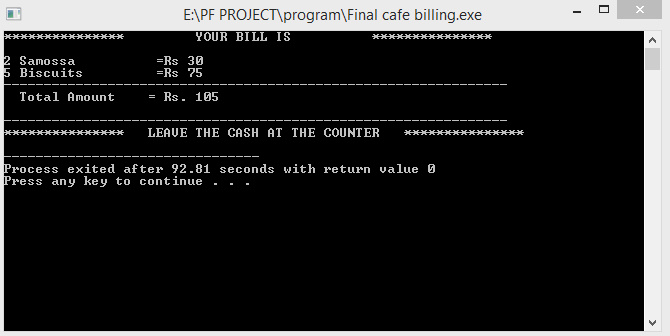 E:\PF PROJECT\program\Final cafe billing.exe
*************** YOUR BILL IS ***************
2 Samossa =Rs 30
5 Biscuits =Rs 75
---------------------------------------------------------------
Total Amount = Rs. 105
---------------------------------------------------------------
*************** LEAVE THE CASH AT THE COUNTER ***************
--------------------------------
Process exited after 92.81 seconds with return value 0
Press any key to continue . . .